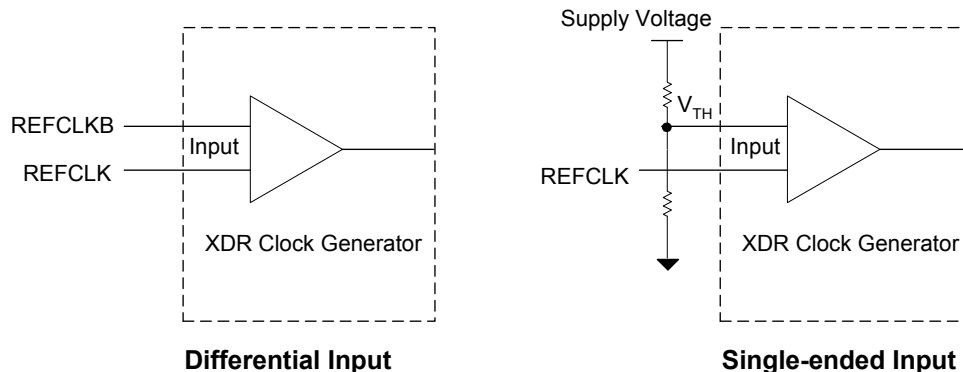 REFCLKB
REFCLK
Input
XDR Clock Generator
Differential Input
Supply Voltage
V_TH
Input
REFCLK
XDR Clock Generator
Single-ended Input